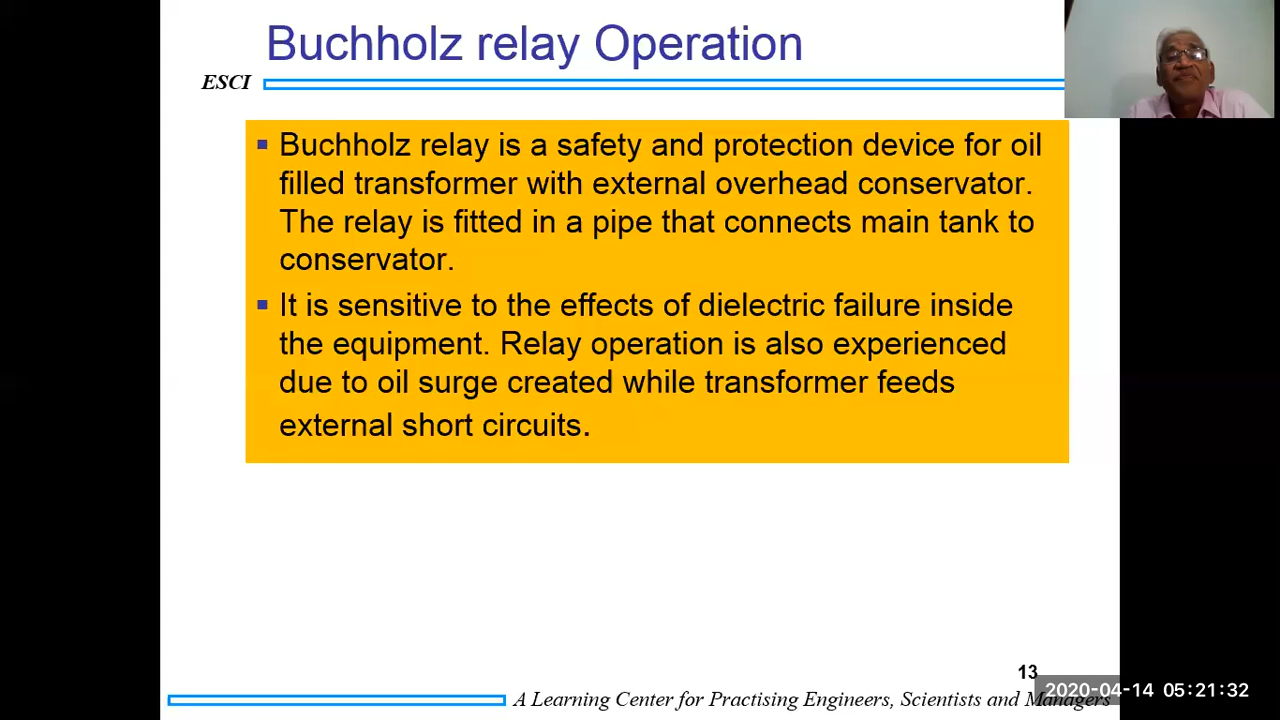 Buchholz relay Operation
ESCI
▪ Buchholz relay is a safety and protection device for oil
filled transformer with external overhead conservator.
The relay is fitted in a pipe that connects main tank to
conservator.
▪ It is sensitive to the effects of dielectric failure inside
the equipment. Relay operation is also experienced
due to oil surge created while transformer feeds
external short circuits.
13
2020-04-14 05:21:32
A Learning Center for Practising Engineers, Scientists and Managers